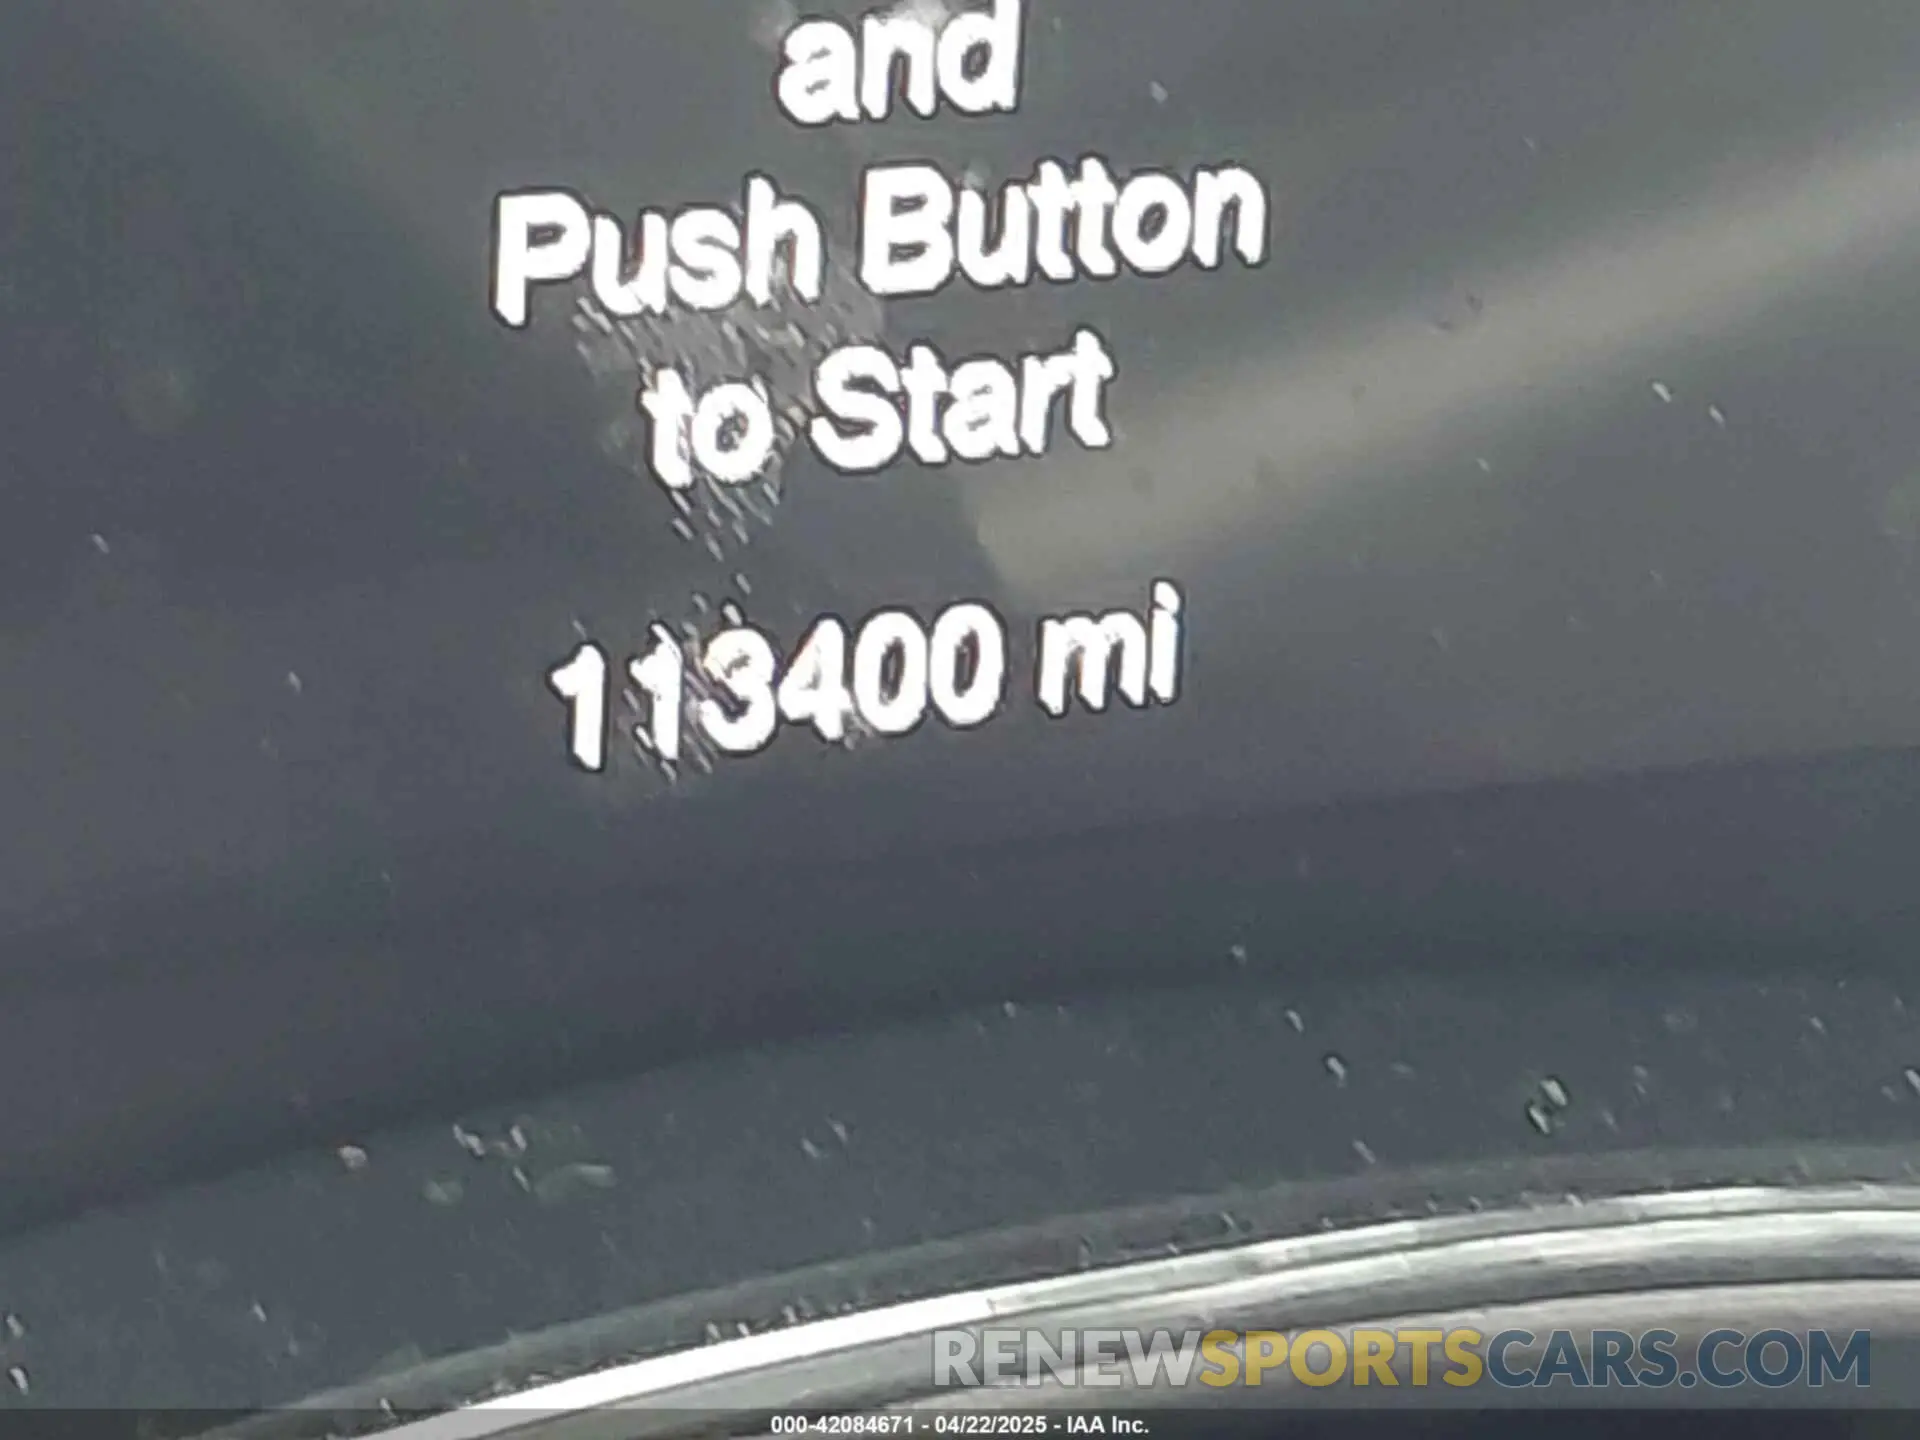 and
Push Button
to Start
113400 mi
RENEWSPORTSCARS.COM
000-42084671 - 04/22/2025 - IAA Inc.